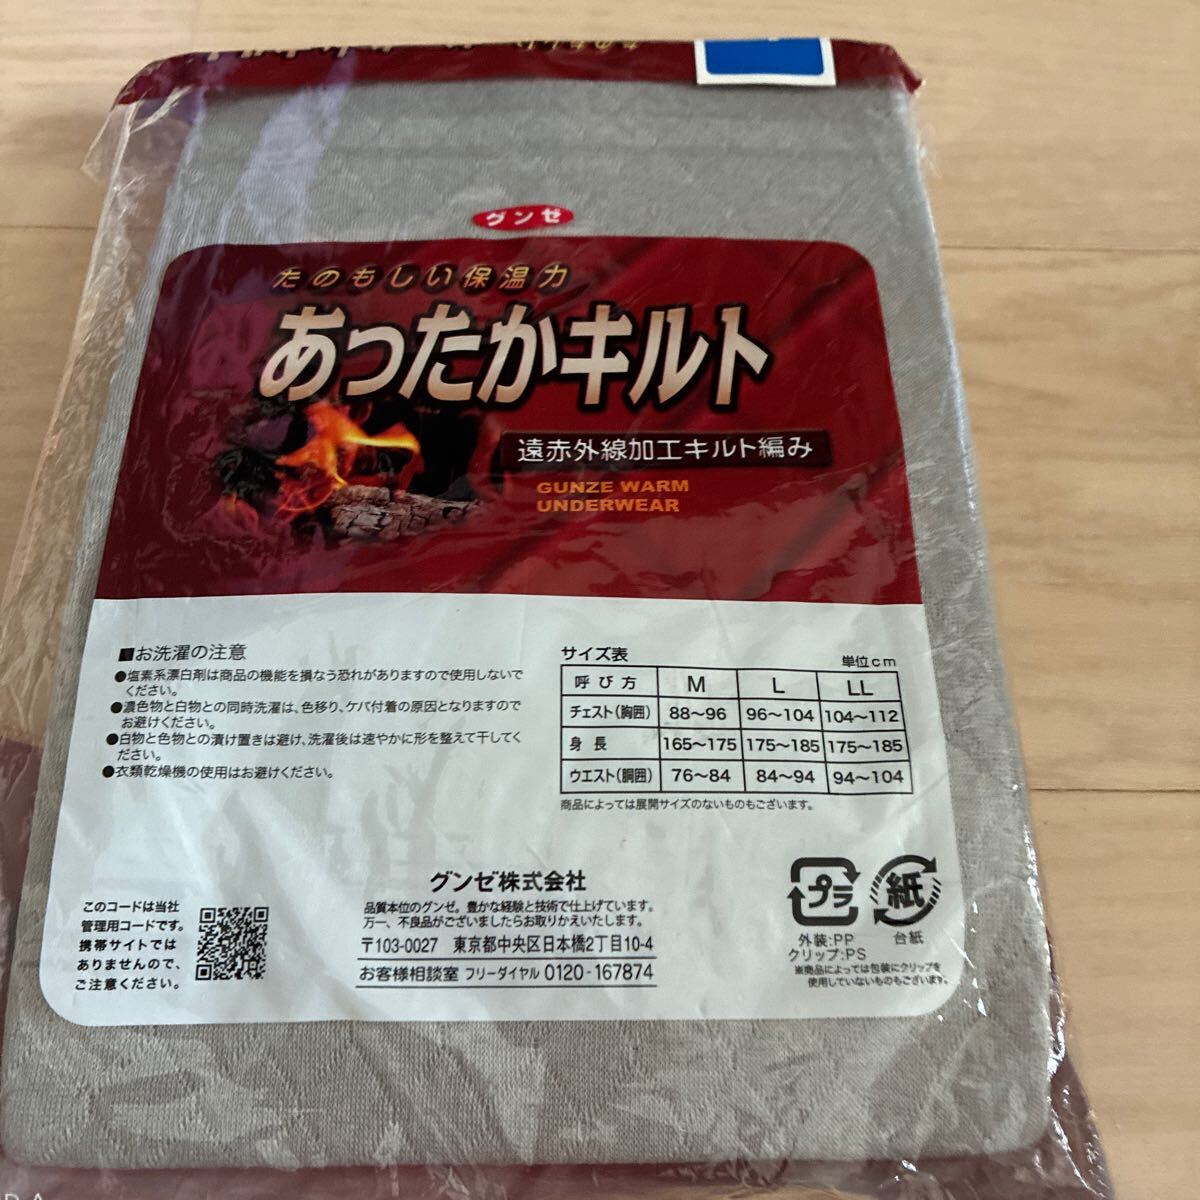 グンゼ
たのもしい保温力
あったかキルト
遠赤外線加工キルト編み
GUNZE WARM
UNDERWEAR
■お洗濯の注意
●塩素系漂白剤は商品の機能を損なう恐れがありますので使用しないで
ください。
●濃色物と白物との同時洗濯は、色移り、ケバ付着の原因となりますので
お避けください。
●白物と色物との漬け置きは避け、洗濯後は速やかに形を整えて干してく
ださい。
●衣類乾燥機の使用はお避けください。
サイズ表 単位cm
呼び方 M L LL
チェスト(胸囲) 88〜96 96〜104 104〜112
身長 165〜175 175〜185 175〜185
ウエスト(胴囲) 76〜84 84〜94 94〜104
商品によっては展開サイズのないものもございます。
このコードは当社
管理用コードです。
携帯サイトでは
ありませんので、
ご注意ください。
グンゼ株式会社
品質本位のグンゼ。豊かな経験と技術で仕上げています。
万一、不良品がございましたらお取りかえいたします。
〒103-0027 東京都中央区日本橋2丁目10-4
お客様相談室 フリーダイヤル 0120-167874
プラ
紙
外装:PP
クリップ:PS
台紙
※商品によっては包装にクリップを
使用していないものもございます。